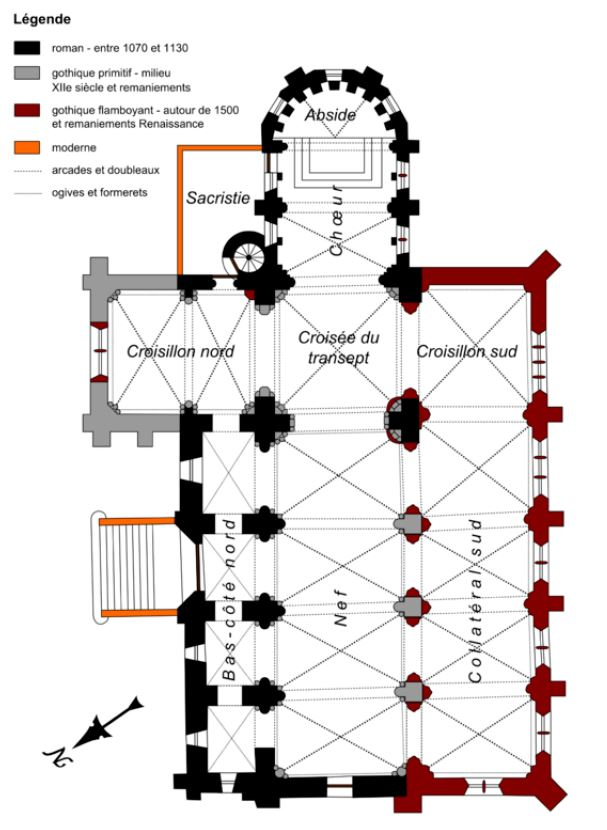 Légende
roman - entre 1070 et 1130
gothique primitif - milieu
XIIe siècle et remaniements
gothique flamboyant - autour de 1500
et remaniements Renaissance
moderne
arcades et doubleaux
ogives et formerets
Abside
Sacristie
Chœur
Croisillon nord
Croisée du
transept
Croisillon sud
Bas-côté nord
Nef
Collatéral sud
N